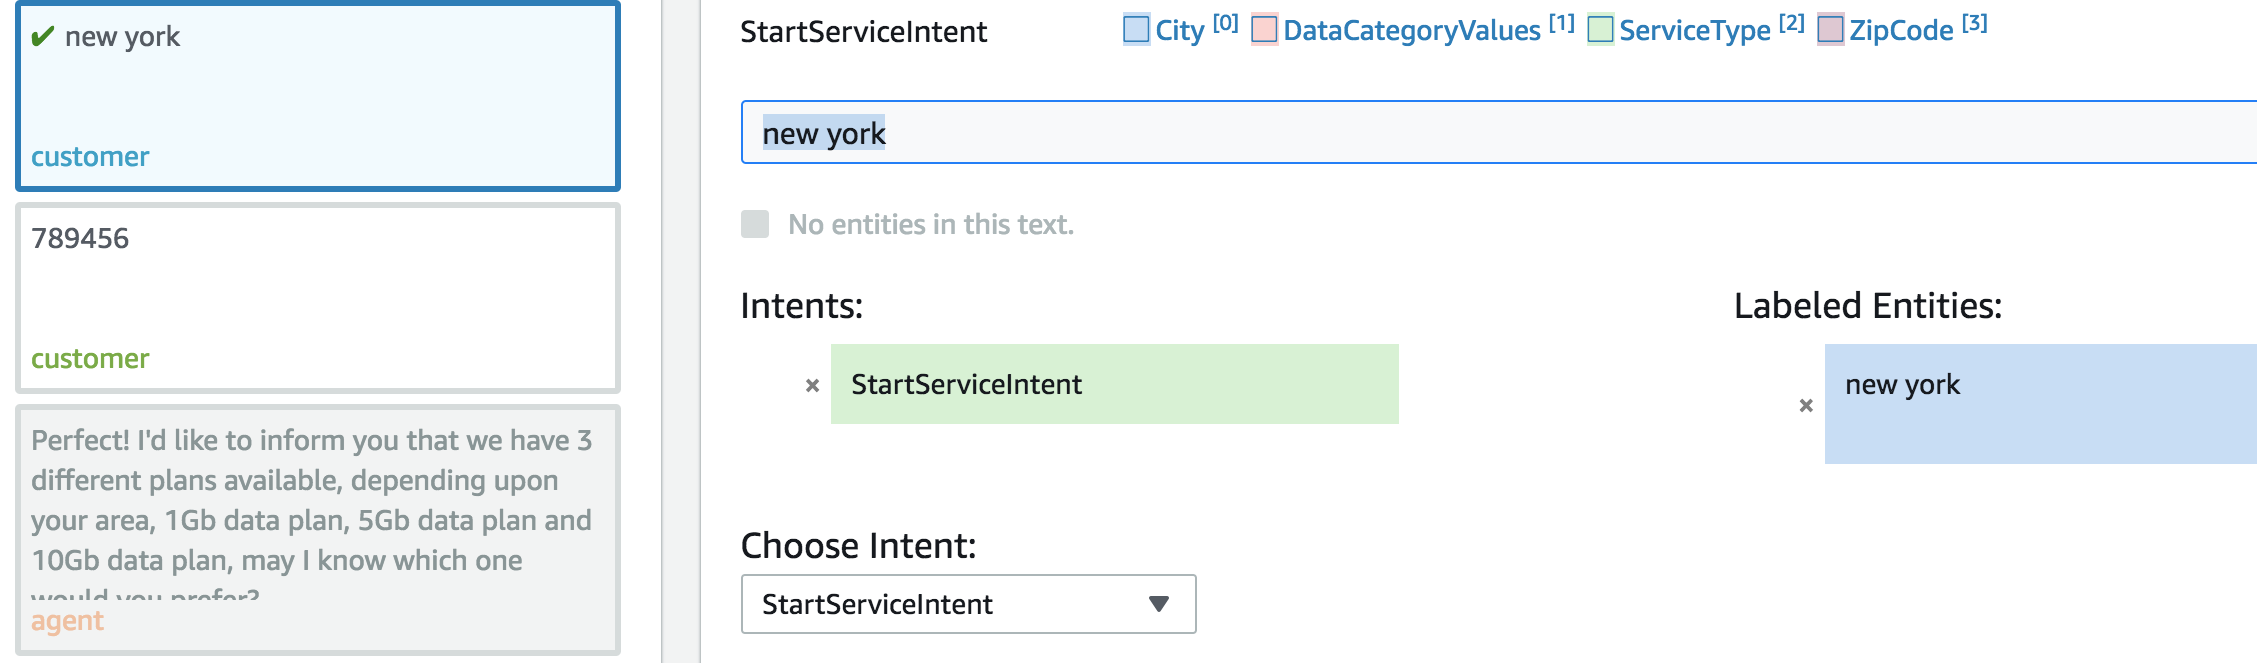 ✔ new york
customer
789456
customer
Perfect! I'd like to inform you that we have 3
different plans available, depending upon
your area, 1Gb data plan, 5Gb data plan and
10Gb data plan, may I know which one
would you prefer?
agent
StartServiceIntent
City [0] DataCategoryValues [1] ServiceType [2] ZipCode [3]
new york
No entities in this text.
Intents:
× StartServiceIntent
Labeled Entities:
× new york
Choose Intent:
StartServiceIntent